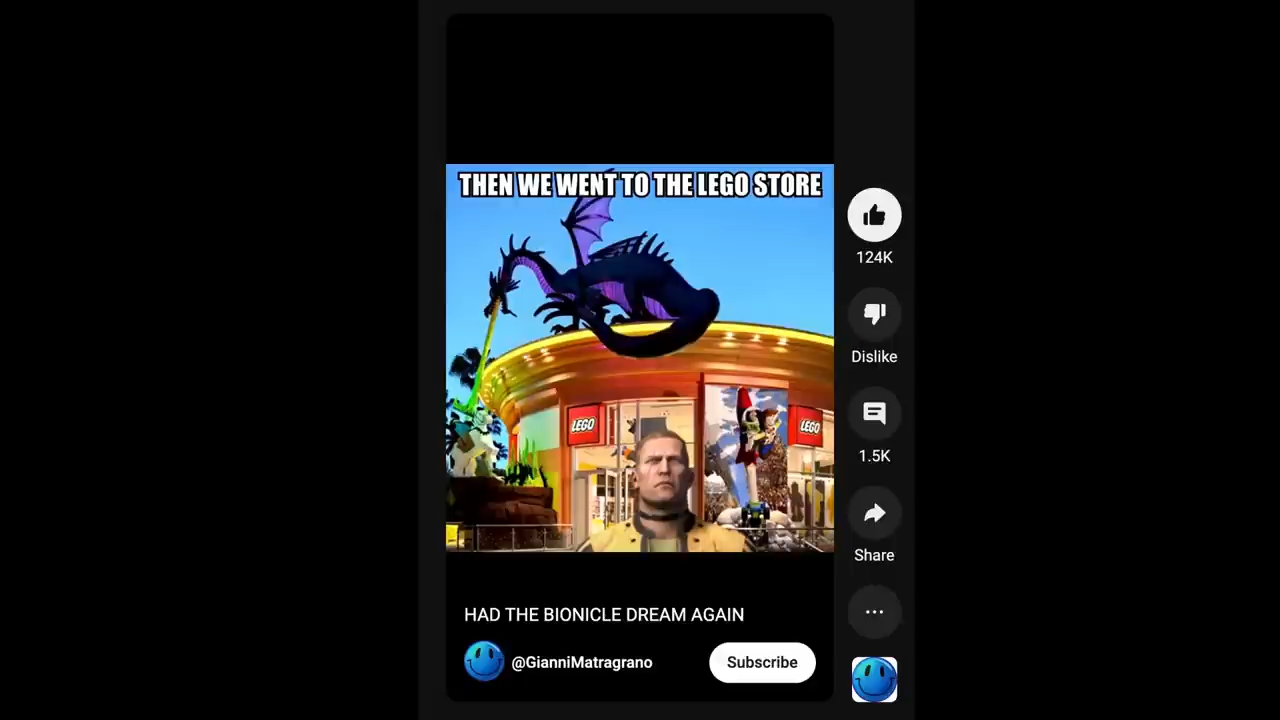 THEN WE WENT TO THE LEGO STORE
LEGO
LEGO
124K
Dislike
1.5K
Share
HAD THE BIONICLE DREAM AGAIN
@GianniMatragrano
Subscribe